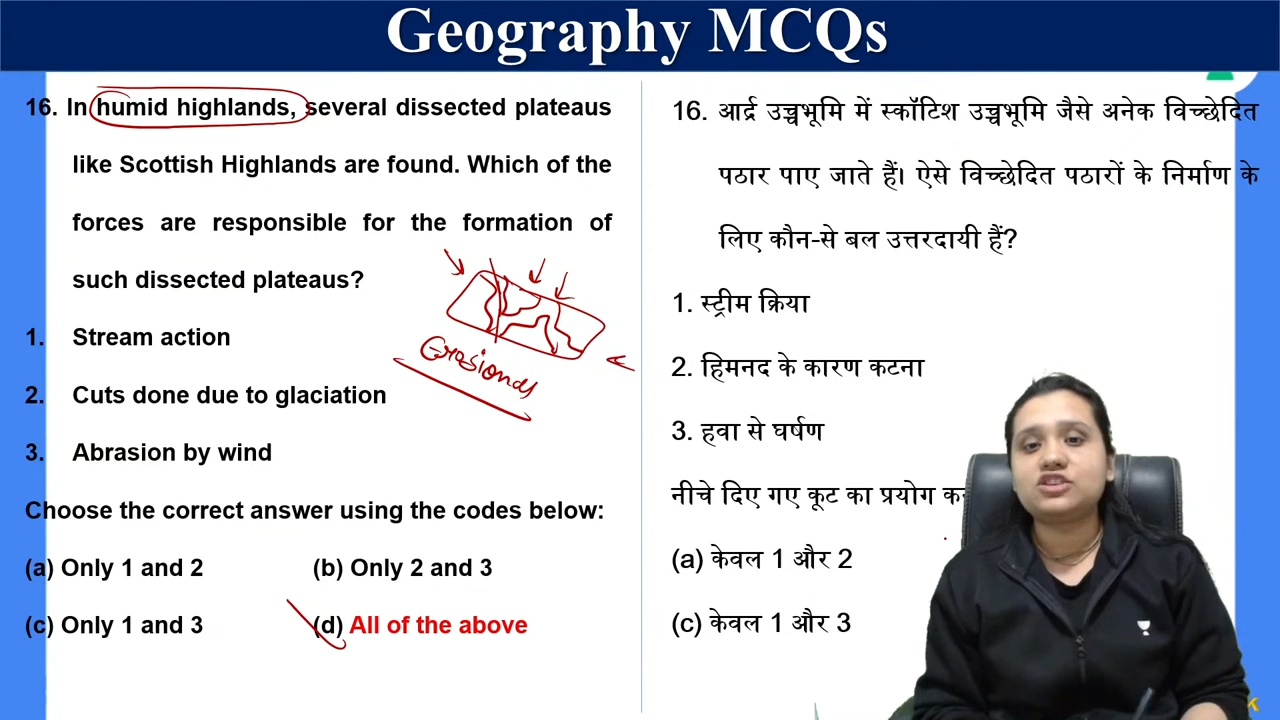 Geography MCQs
16. In humid highlands, several dissected plateaus
like Scottish Highlands are found. Which of the
forces are responsible for the formation of
such dissected plateaus?
1. Stream action
2. Cuts done due to glaciation
3. Abrasion by wind
Choose the correct answer using the codes below:
(a) Only 1 and 2 (b) Only 2 and 3
(c) Only 1 and 3 (d) All of the above
Erosional
16. आर्द्र उच्चभूमि में स्कॉटिश उच्चभूमि जैसे अनेक विच्छेदित
पठार पाए जाते हैं। ऐसे विच्छेदित पठारों के निर्माण के
लिए कौन-से बल उत्तरदायी हैं?
1. स्ट्रीम क्रिया
2. हिमनद के कारण कटना
3. हवा से घर्षण
नीचे दिए गए कूट का प्रयोग
(a) केवल 1 और 2
(c) केवल 1 और 3